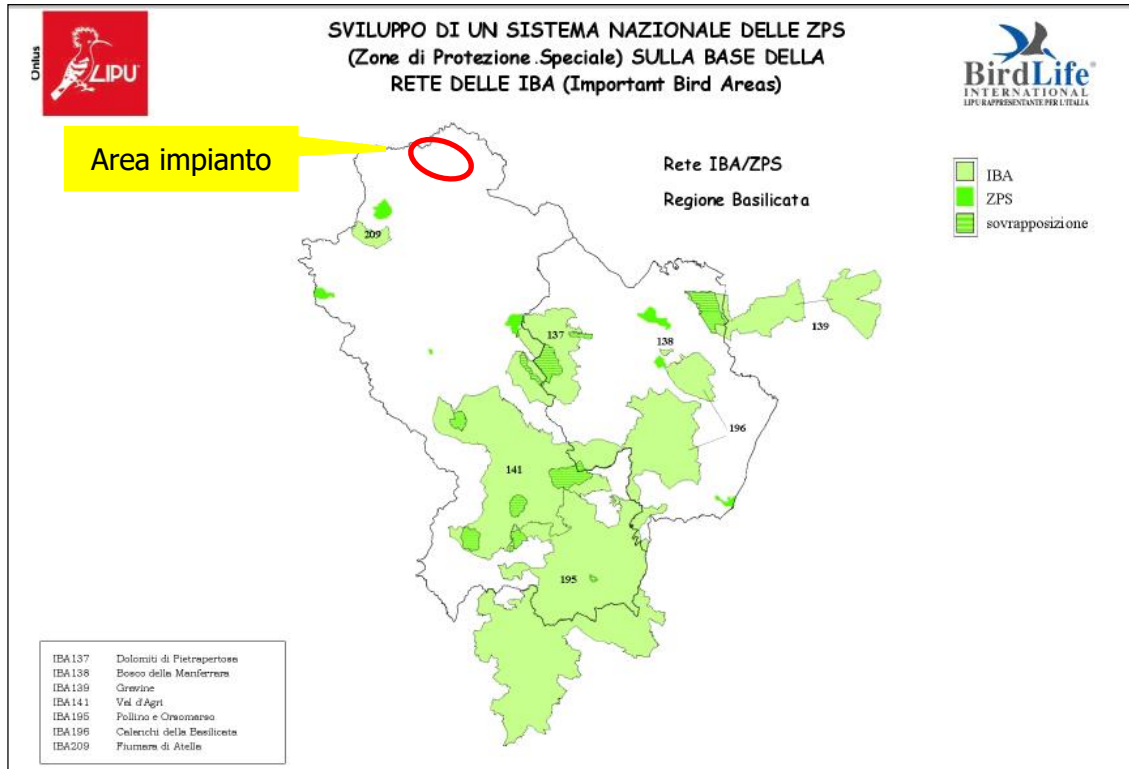 Onlus
LIPU
SVILUPPO DI UN SISTEMA NAZIONALE DELLE ZPS
(Zone di Protezione.Speciale) SULLA BASE DELLA
RETE DELLE IBA (Important Bird Areas)
BirdLife
INTERNATIONAL
LIPU RAPPRESENTANTE PER L'ITALIA
Area impianto
Rete IBA/ZPS
Regione Basilicata
IBA
ZPS
sovrapposizione
209
137
138
139
196
141
195
IBA137 Dolomiti di Pietrapertosa
IBA138 Bosco della Manferrara
IBA139 Gravine
IBA141 Val d'Agri
IBA195 Pollino e Orsomarso
IBA196 Calanchi della Basilicata
IBA209 Fiumara di Atella